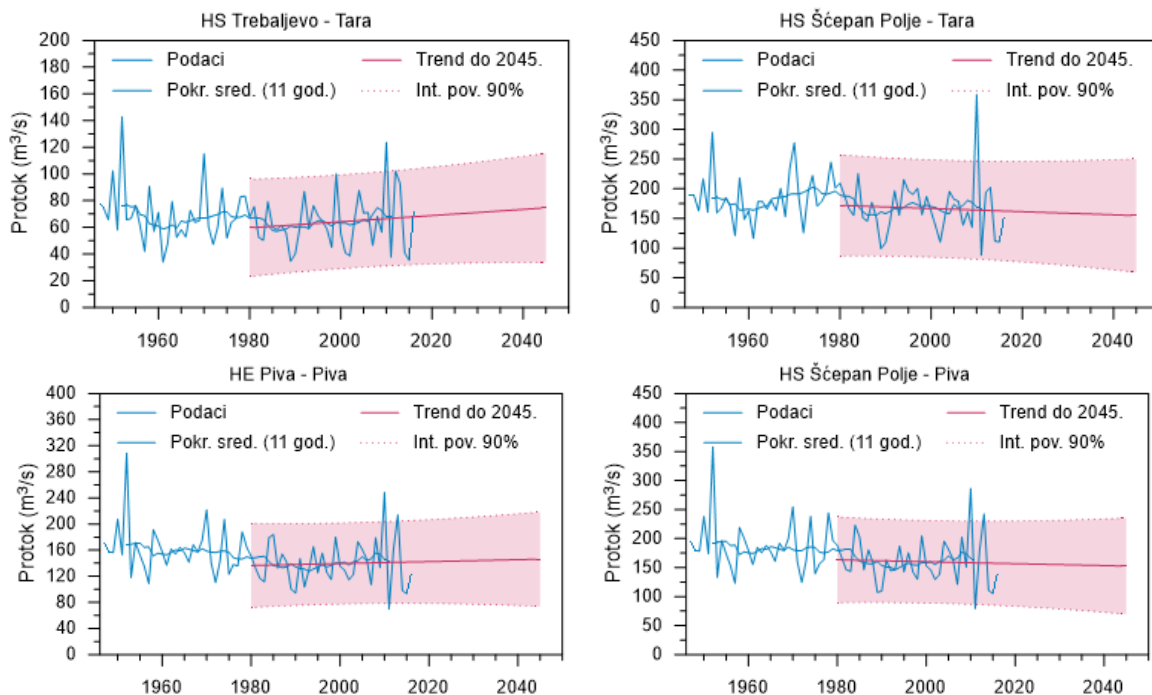 HS Trebaljevo - Tara
Protok (m³/s)
200
180
160
140
120
100
80
60
40
20
0
Podaci
Pokr. sred. (11 god.)
Trend do 2045.
Int. pov. 90%
1960 1980 2000 2020 2040
HS Šćepan Polje - Tara
Protok (m³/s)
450
400
350
300
250
200
150
100
50
0
Podaci
Pokr. sred. (11 god.)
Trend do 2045.
Int. pov. 90%
1960 1980 2000 2020 2040
HE Piva - Piva
Protok (m³/s)
400
360
320
280
240
200
160
120
80
40
0
Podaci
Pokr. sred. (11 god.)
Trend do 2045.
Int. pov. 90%
1960 1980 2000 2020 2040
HS Šćepan Polje - Piva
Protok (m³/s)
450
400
350
300
250
200
150
100
50
0
Podaci
Pokr. sred. (11 god.)
Trend do 2045.
Int. pov. 90%
1960 1980 2000 2020 2040